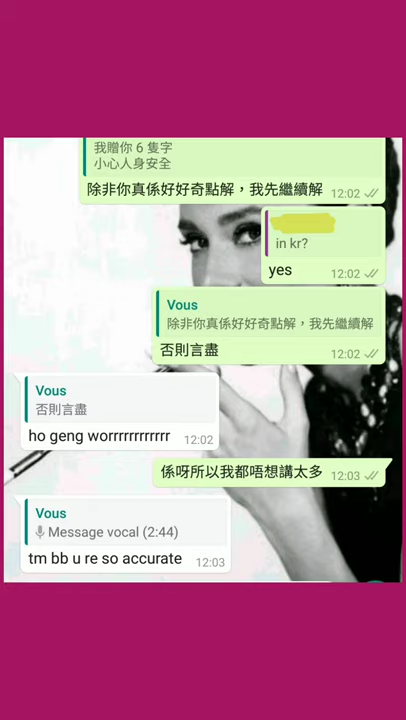 我贈你 6 隻字
小心人身安全
除非你真係好好奇點解，我先繼續解 12:02
in kr?
yes 12:02
Vous
除非你真係好好奇點解，我先繼續解
否則言盡 12:02
Vous
否則言盡
ho geng worrrrrrrrrrrr 12:02
係呀所以我都唔想講太多 12:03
Vous
Message vocal (2:44)
tm bb u re so accurate 12:03